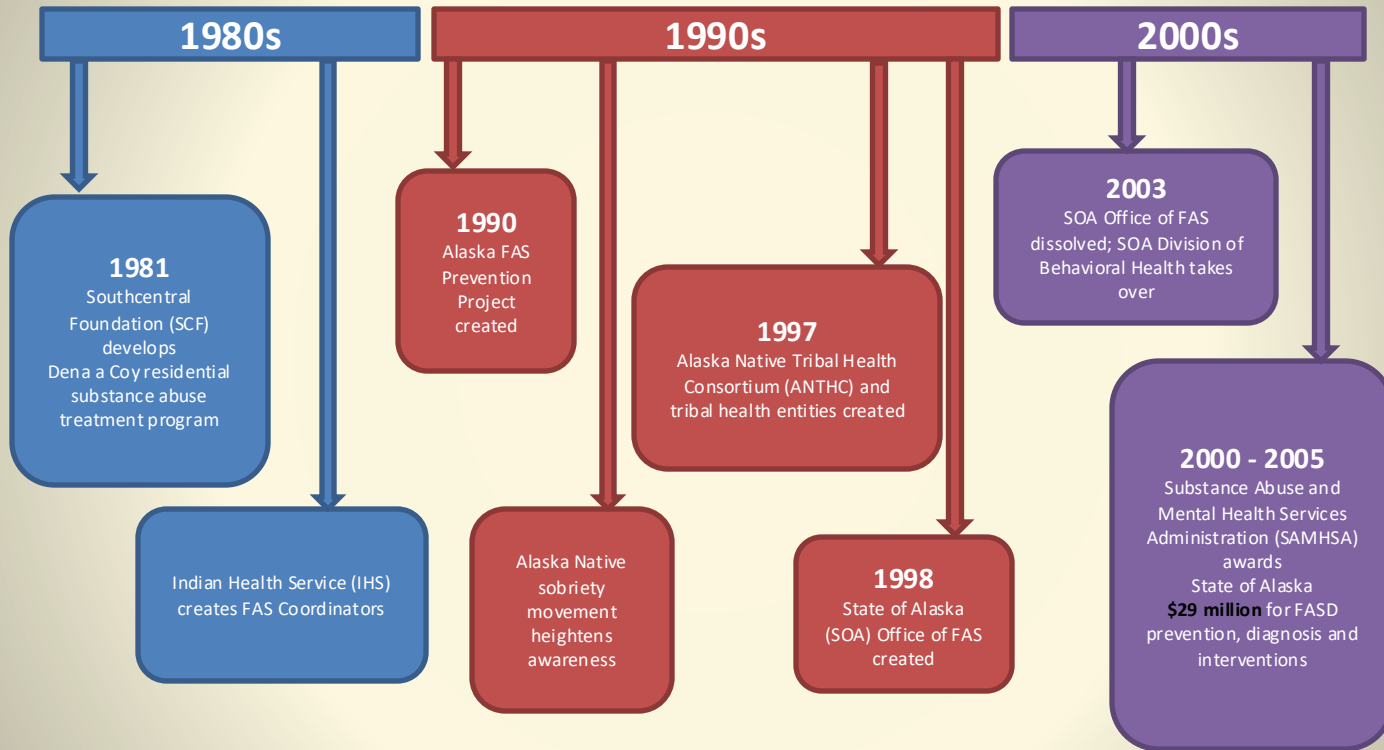 1980s
1981
Southcentral
Foundation (SCF)
develops
Dena a Coy residential
substance abuse
treatment program
Indian Health Service (IHS)
creates FAS Coordinators
1990s
1990
Alaska FAS
Prevention
Project
created
Alaska Native
sobriety
movement
heightens
awareness
1997
Alaska Native Tribal Health
Consortium (ANTHC) and
tribal health entities created
1998
State of Alaska
(SOA) Office of FAS
created
2000s
2003
SOA Office of FAS
dissolved; SOA Division of
Behavioral Health takes
over
2000 - 2005
Substance Abuse and
Mental Health Services
Administration (SAMHSA)
awards
State of Alaska
$29 million for FASD
prevention, diagnosis and
interventions